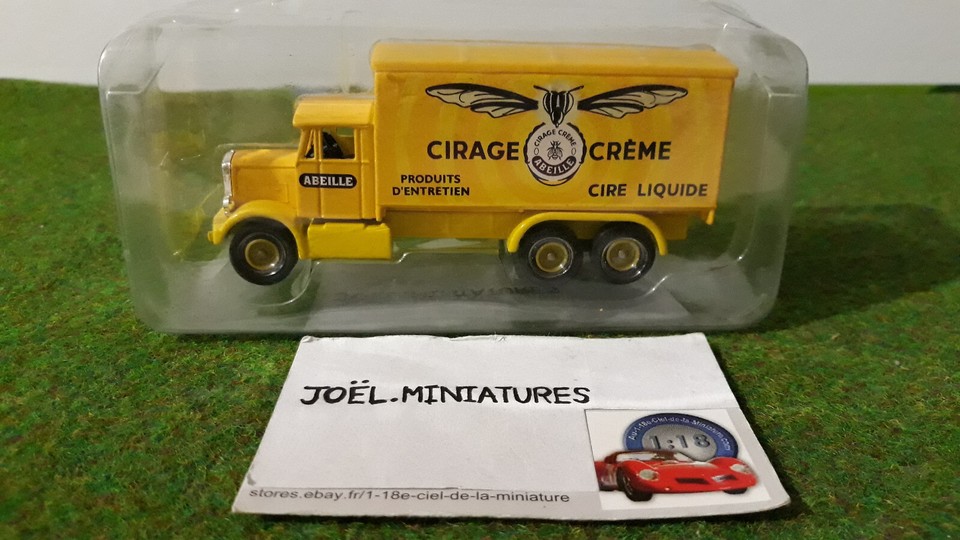 CIRAGE CRÈME
CIRAGE CRÈME
ABEILLE
ABEILLE
PRODUITS
D'ENTRETIEN
CIRE LIQUIDE
JOËL.MINIATURES
1:18
stores.ebay.fr/1-18e-ciel-de-la-miniature